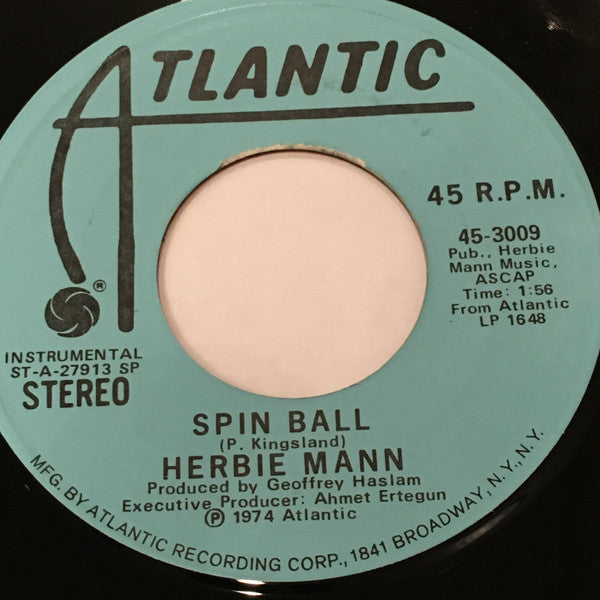 ATLANTIC
®
45 R.P.M.
45-3009
Pub., Herbie
Mann Music,
ASCAP
Time: 1:56
From Atlantic
LP 1648
INSTRUMENTAL
ST-A-27913 SP
STEREO
SPIN BALL
(P. Kingsland)
HERBIE MANN
Produced by Geoffrey Haslam
Executive Producer: Ahmet Ertegun
℗ 1974 Atlantic
MFG. BY ATLANTIC RECORDING CORP., 1841 BROADWAY, N.Y., N.Y.